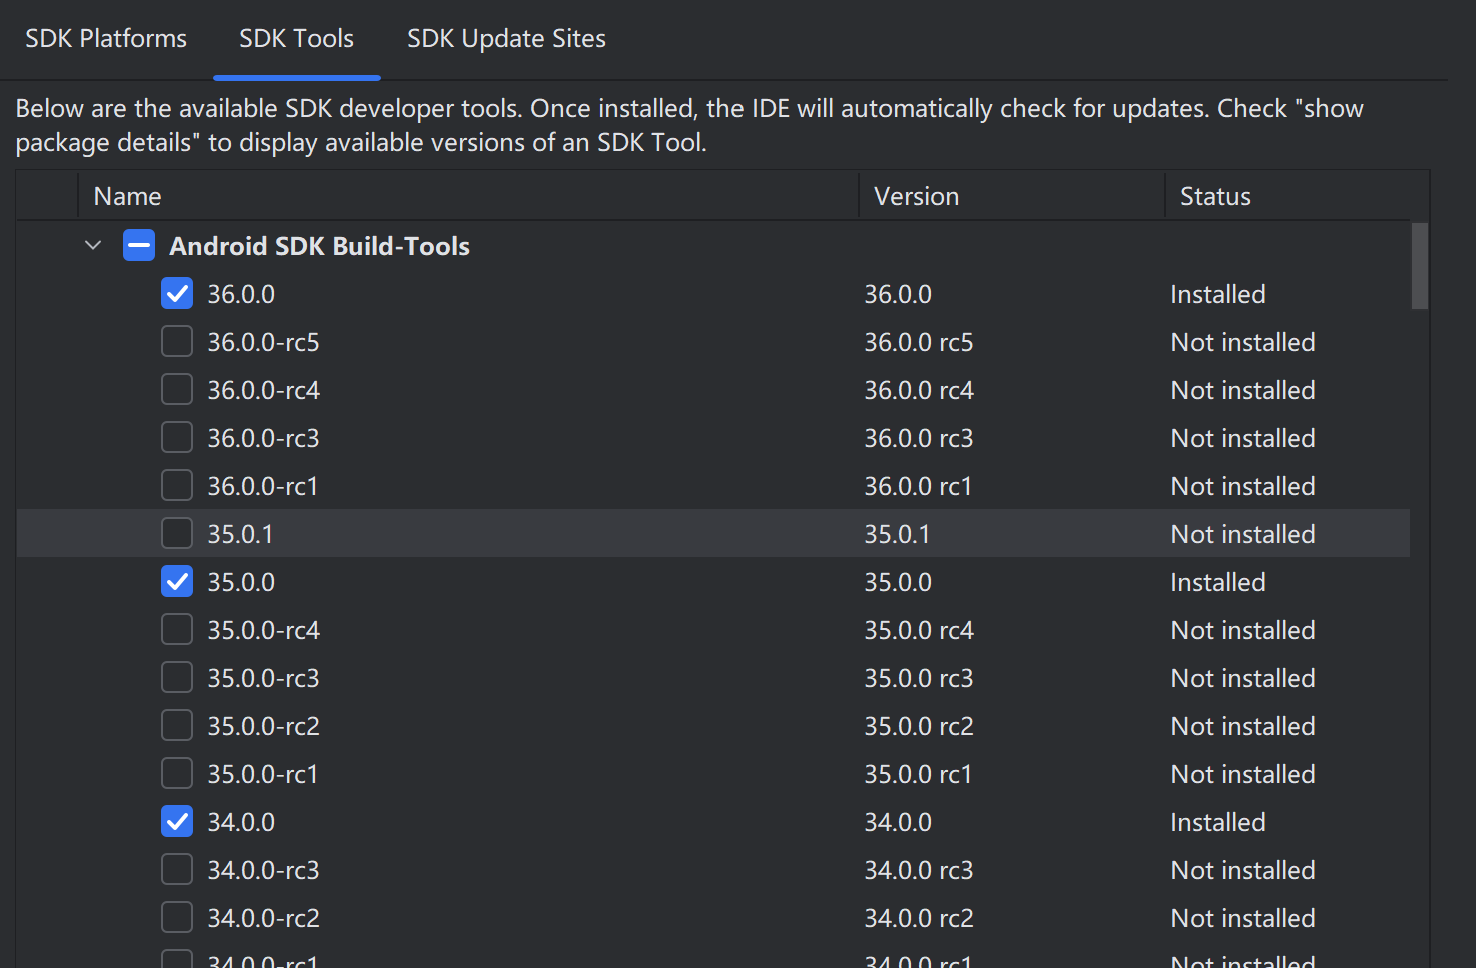 SDK Platforms SDK Tools SDK Update Sites
Below are the available SDK developer tools. Once installed, the IDE will automatically check for updates. Check "show
package details" to display available versions of an SDK Tool.
Name Version Status
Android SDK Build-Tools
36.0.0 36.0.0 Installed
36.0.0-rc5 36.0.0 rc5 Not installed
36.0.0-rc4 36.0.0 rc4 Not installed
36.0.0-rc3 36.0.0 rc3 Not installed
36.0.0-rc1 36.0.0 rc1 Not installed
35.0.1 35.0.1 Not installed
35.0.0 35.0.0 Installed
35.0.0-rc4 35.0.0 rc4 Not installed
35.0.0-rc3 35.0.0 rc3 Not installed
35.0.0-rc2 35.0.0 rc2 Not installed
35.0.0-rc1 35.0.0 rc1 Not installed
34.0.0 34.0.0 Installed
34.0.0-rc3 34.0.0 rc3 Not installed
34.0.0-rc2 34.0.0 rc2 Not installed
34.0.0-rc1 34.0.0 rc1 Not installed